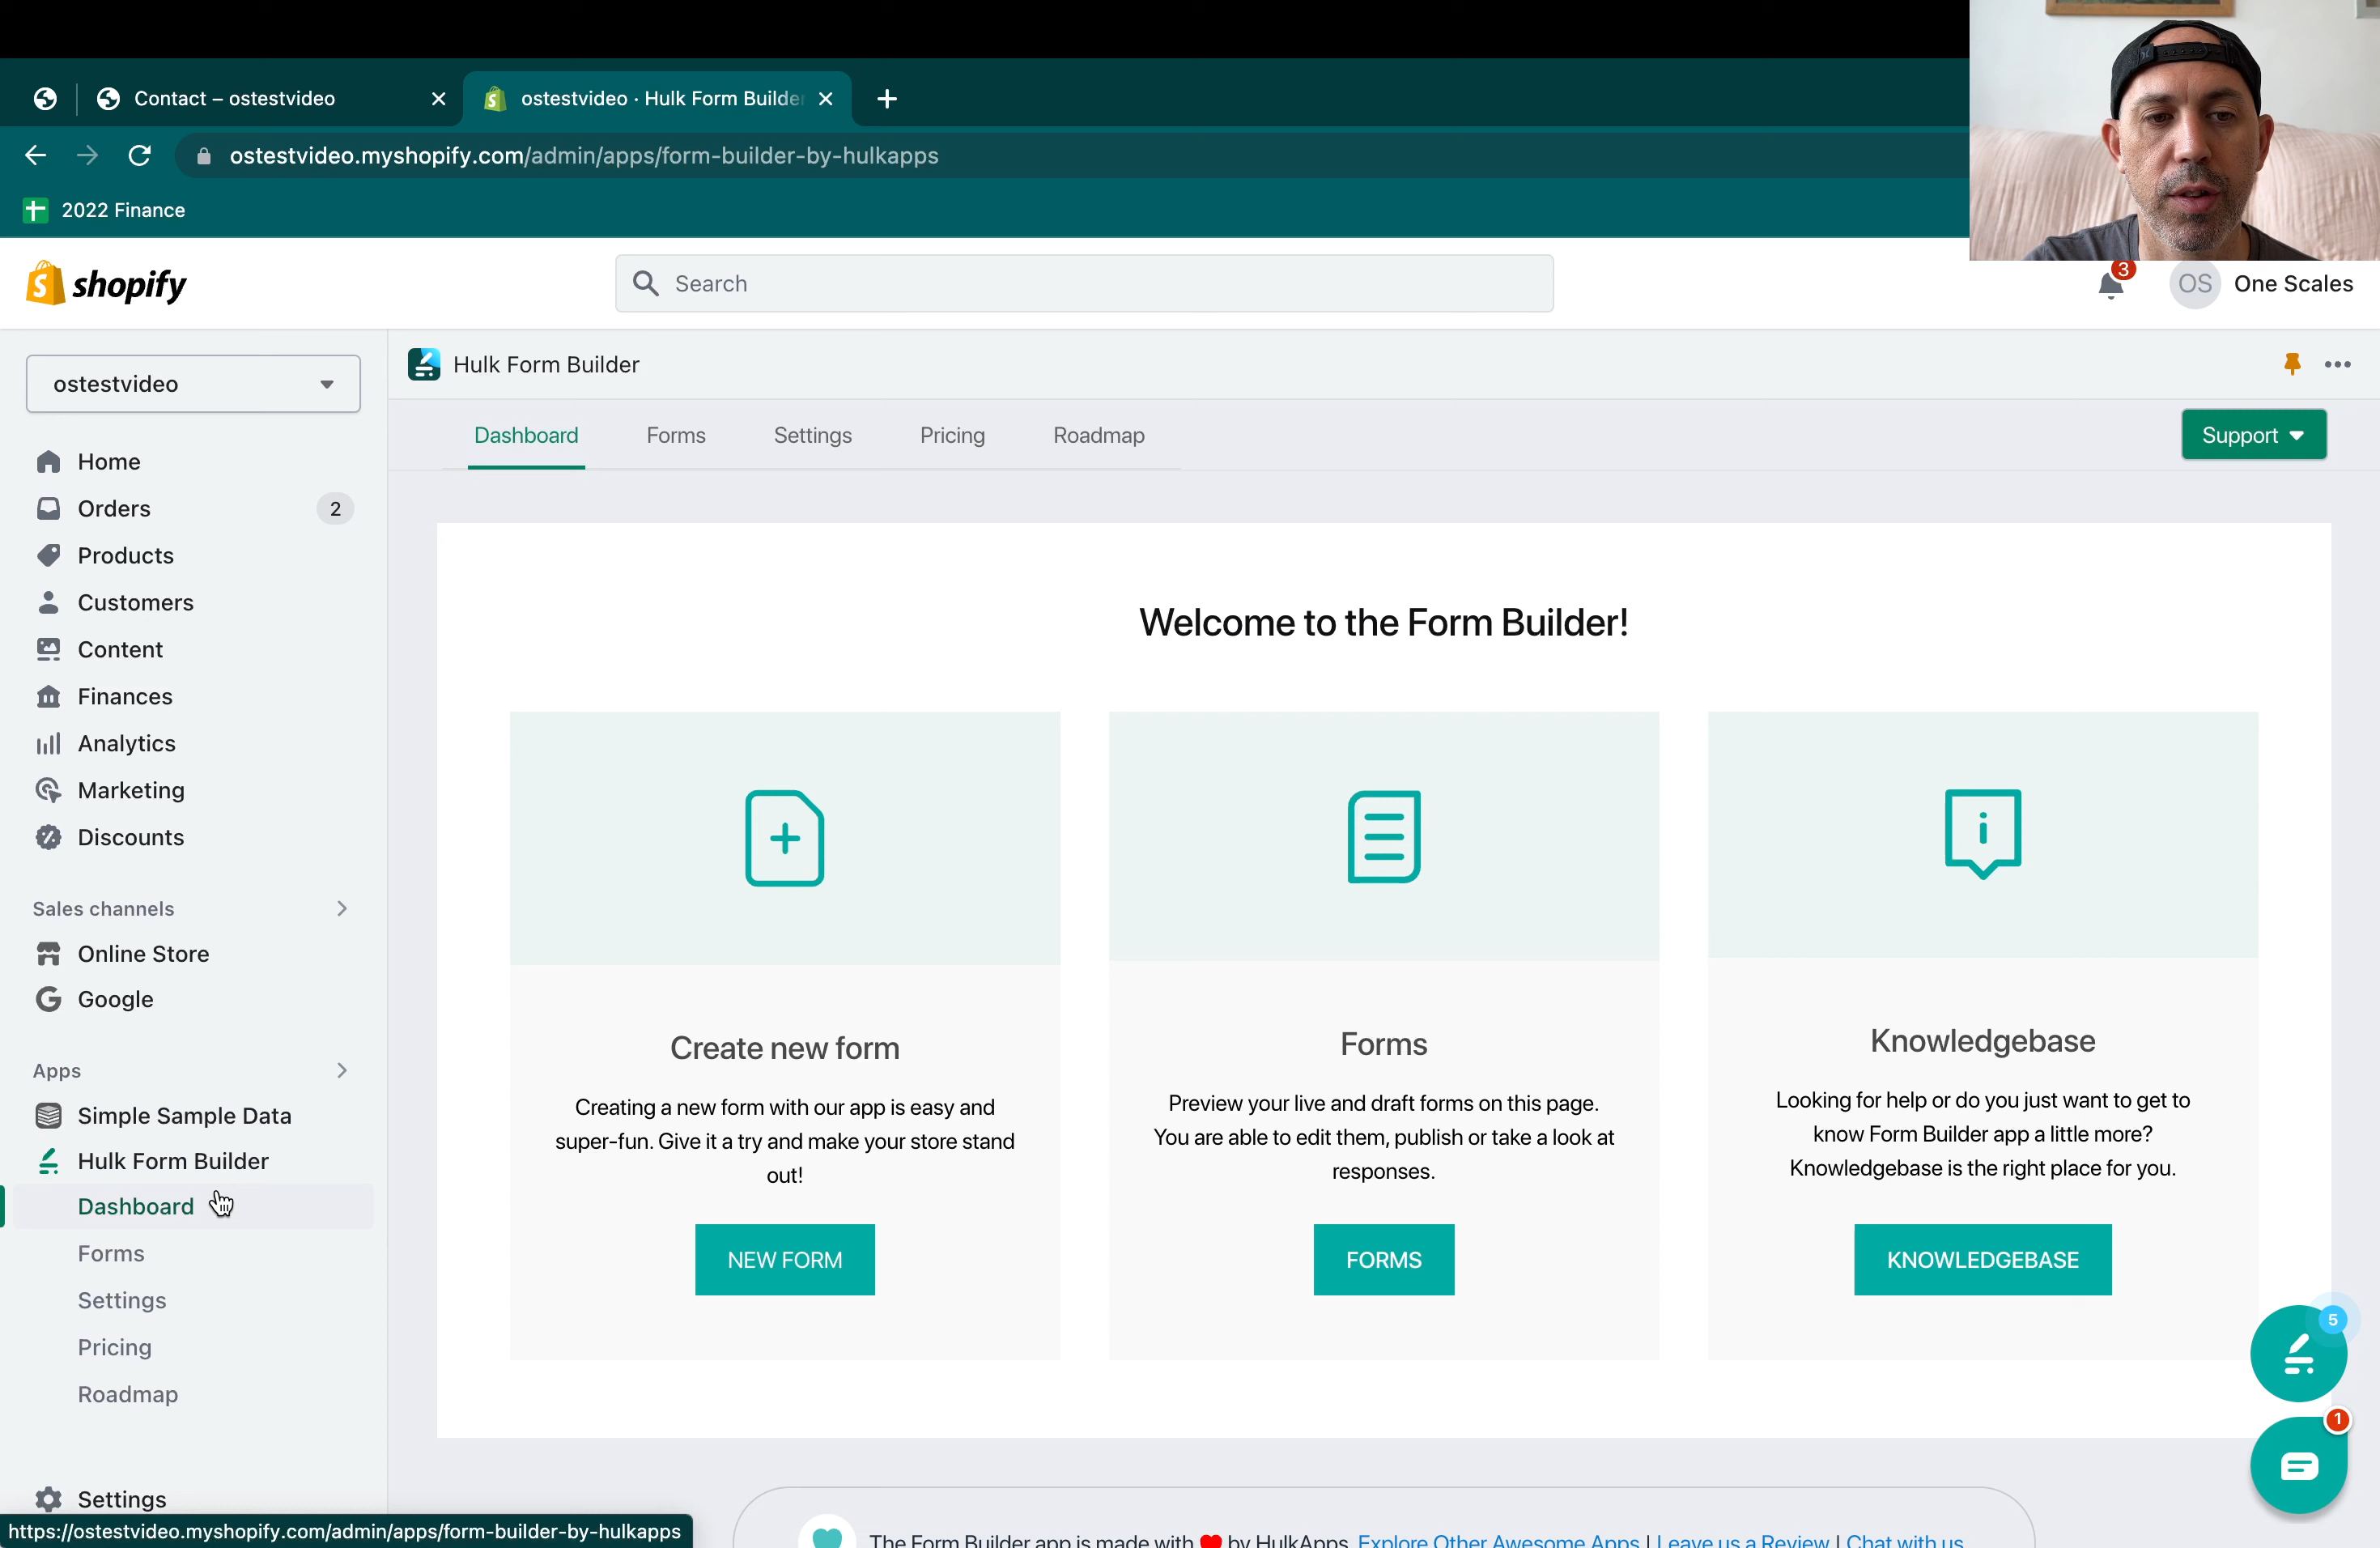 Contact – ostestvideo
ostestvideo · Hulk Form Builder
ostestvideo.myshopify.com/admin/apps/form-builder-by-hulkapps
2022 Finance
shopify
Search
3
OS
One Scales
ostestvideo
Hulk Form Builder
Dashboard
Forms
Settings
Pricing
Roadmap
Support
Home
Orders
2
Products
Customers
Content
Finances
Analytics
Marketing
Discounts
Sales channels
Online Store
Google
Apps
Simple Sample Data
Hulk Form Builder
Dashboard
Forms
Settings
Pricing
Roadmap
Settings
https://ostestvideo.myshopify.com/admin/apps/form-builder-by-hulkapps
Welcome to the Form Builder!
Create new form
Creating a new form with our app is easy and
super-fun. Give it a try and make your store stand
out!
NEW FORM
Forms
Preview your live and draft forms on this page.
You are able to edit them, publish or take a look at
responses.
FORMS
Knowledgebase
Looking for help or do you just want to get to
know Form Builder app a little more?
Knowledgebase is the right place for you.
KNOWLEDGEBASE
5
1
The Form Builder app is made with ❤ by HulkApps. Explore Other Awesome Apps | Leave us a Review | Chat with us